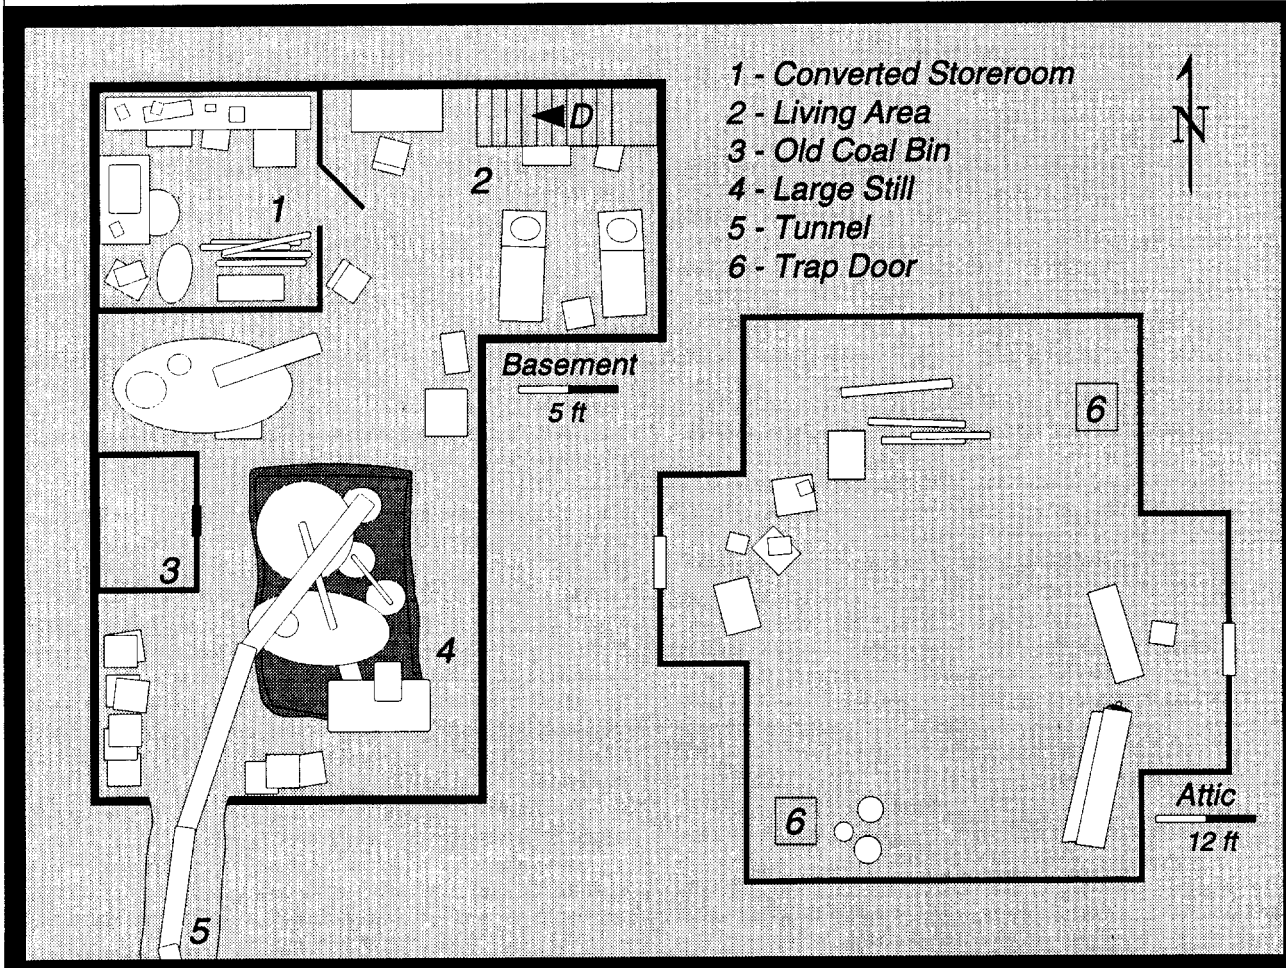 1 - Converted Storeroom
2 - Living Area
3 - Old Coal Bin
4 - Large Still
5 - Tunnel
6 - Trap Door
N
D
1
2
Basement
5 ft
6
3
4
6
Attic
12 ft
5